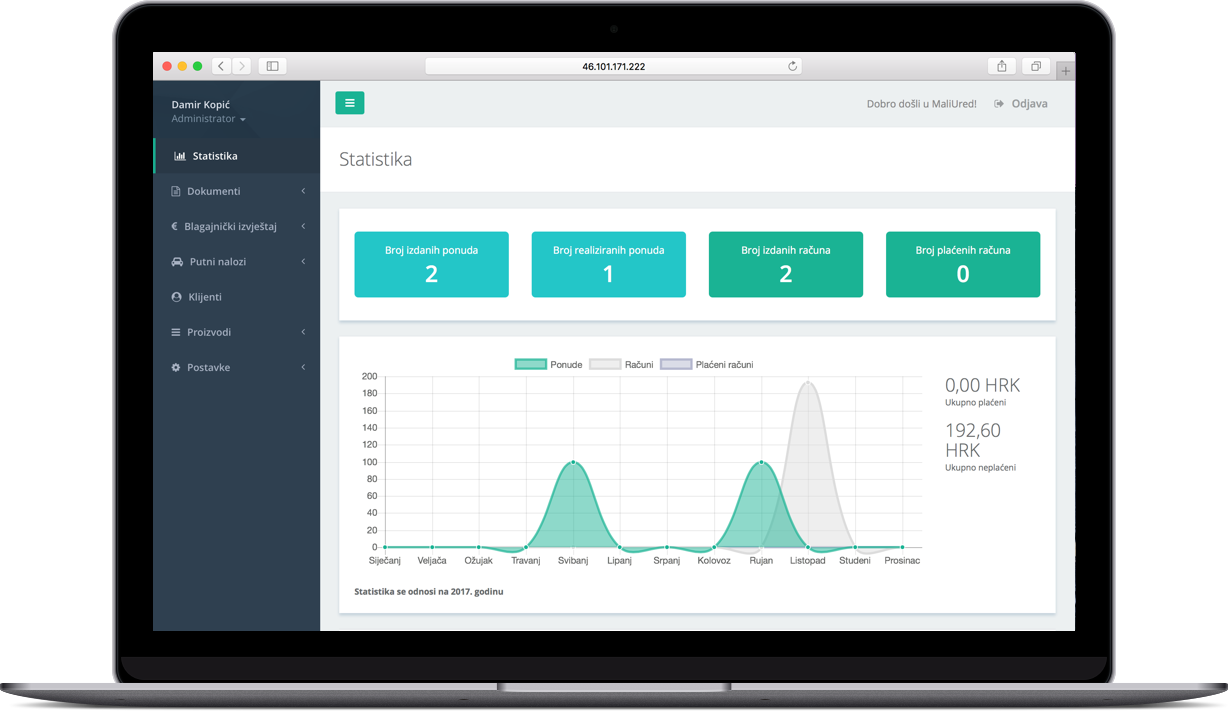 46.101.171.222
Damir Kopić
Administrator
Statistika
Dokumenti
Blagajnički izvještaj
Putni nalozi
Klijenti
Proizvodi
Postavke
Dobro došli u MaliUred!
Odjava
Statistika
Broj izdanih ponuda
2
Broj realiziranih ponuda
1
Broj izdanih računa
2
Broj plaćenih računa
0
Ponude Računi Plaćeni računi
200
180
160
140
120
100
80
60
40
20
0
Siječanj Veljača Ožujak Travanj Svibanj Lipanj Srpanj Kolovoz Rujan Listopad Studeni Prosinac
0,00 HRK
Ukupno plaćeni
192,60
HRK
Ukupno neplaćeni
Statistika se odnosi na 2017. godinu